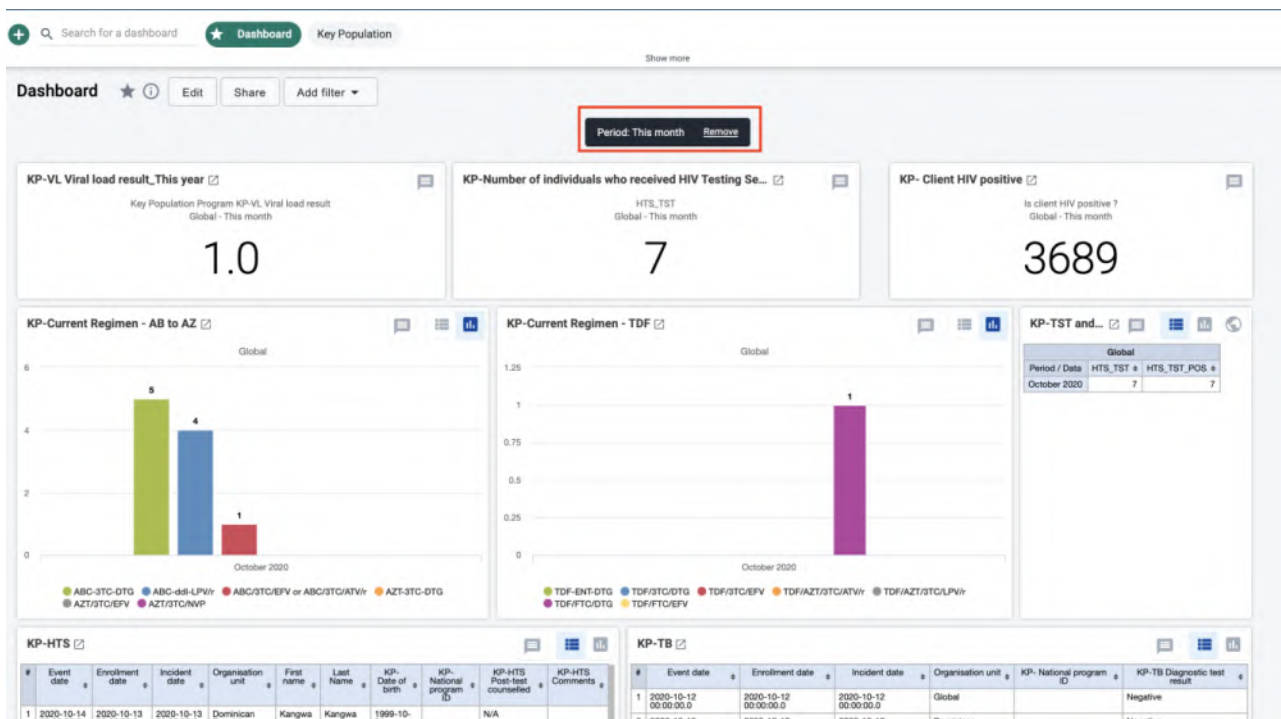 Search for a dashboard
Dashboard
Key Population
Show more
Dashboard
Edit
Share
Add filter
Period: This month Remove
KP-VL Viral load result_This year
Key Population Program KP-VL Viral load result
Global - This month
1.0
KP-Number of individuals who received HIV Testing Se...
HTS_TST
Global - This month
7
KP- Client HIV positive
Is client HIV positive ?
Global - This month
3689
KP-Current Regimen - AB to AZ
Global
6
4
2
0
5
4
1
October 2020
ABC-3TC-DTG ABC-ddI-LPV/r ABC/3TC/EFV or ABC/3TC/ATV/r AZT-3TC-DTG
AZT/3TC/EFV AZT/3TC/NVP
KP-Current Regimen - TDF
Global
1.25
1
0.75
0.5
0.25
0
1
October 2020
TDF-ENT-DTG TDF/3TC/DTG TDF/3TC/EFV TDF/AZT/3TC/ATV/r TDF/AZT/3TC/LPV/r
TDF/FTC/DTG TDF/FTC/EFV
KP-TST and...
Global
Period / Data HTS_TST HTS_TST_POS
October 2020 7 7
KP-HTS
# Event date Enrollment date Incident date Organisation unit First name Last Name KP-Date of birth KP-National program ID KP-HTS Post-test counselled KP-HTS Comments
1 2020-10-14 2020-10-13 2020-10-13 Dominican Kangwa Kangwa 1999-10- N/A
KP-TB
# Event date Enrollment date Incident date Organisation unit KP- National program ID KP-TB Diagnostic test result
1 2020-10-12 00:00:00.0 2020-10-12 00:00:00.0 2020-10-12 00:00:00.0 Global Negative